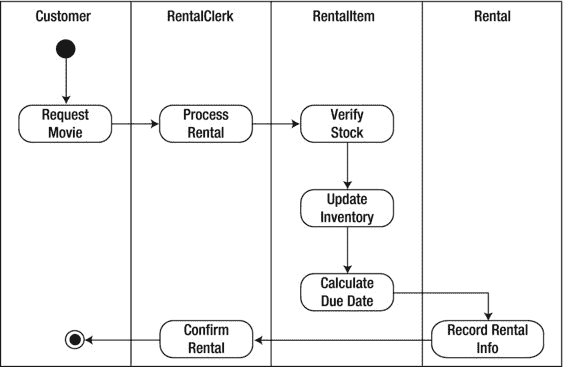 Customer
RentalClerk
RentalItem
Rental
Request
Movie
Process
Rental
Verify
Stock
Update
Inventory
Calculate
Due Date
Confirm
Rental
Record Rental
Info